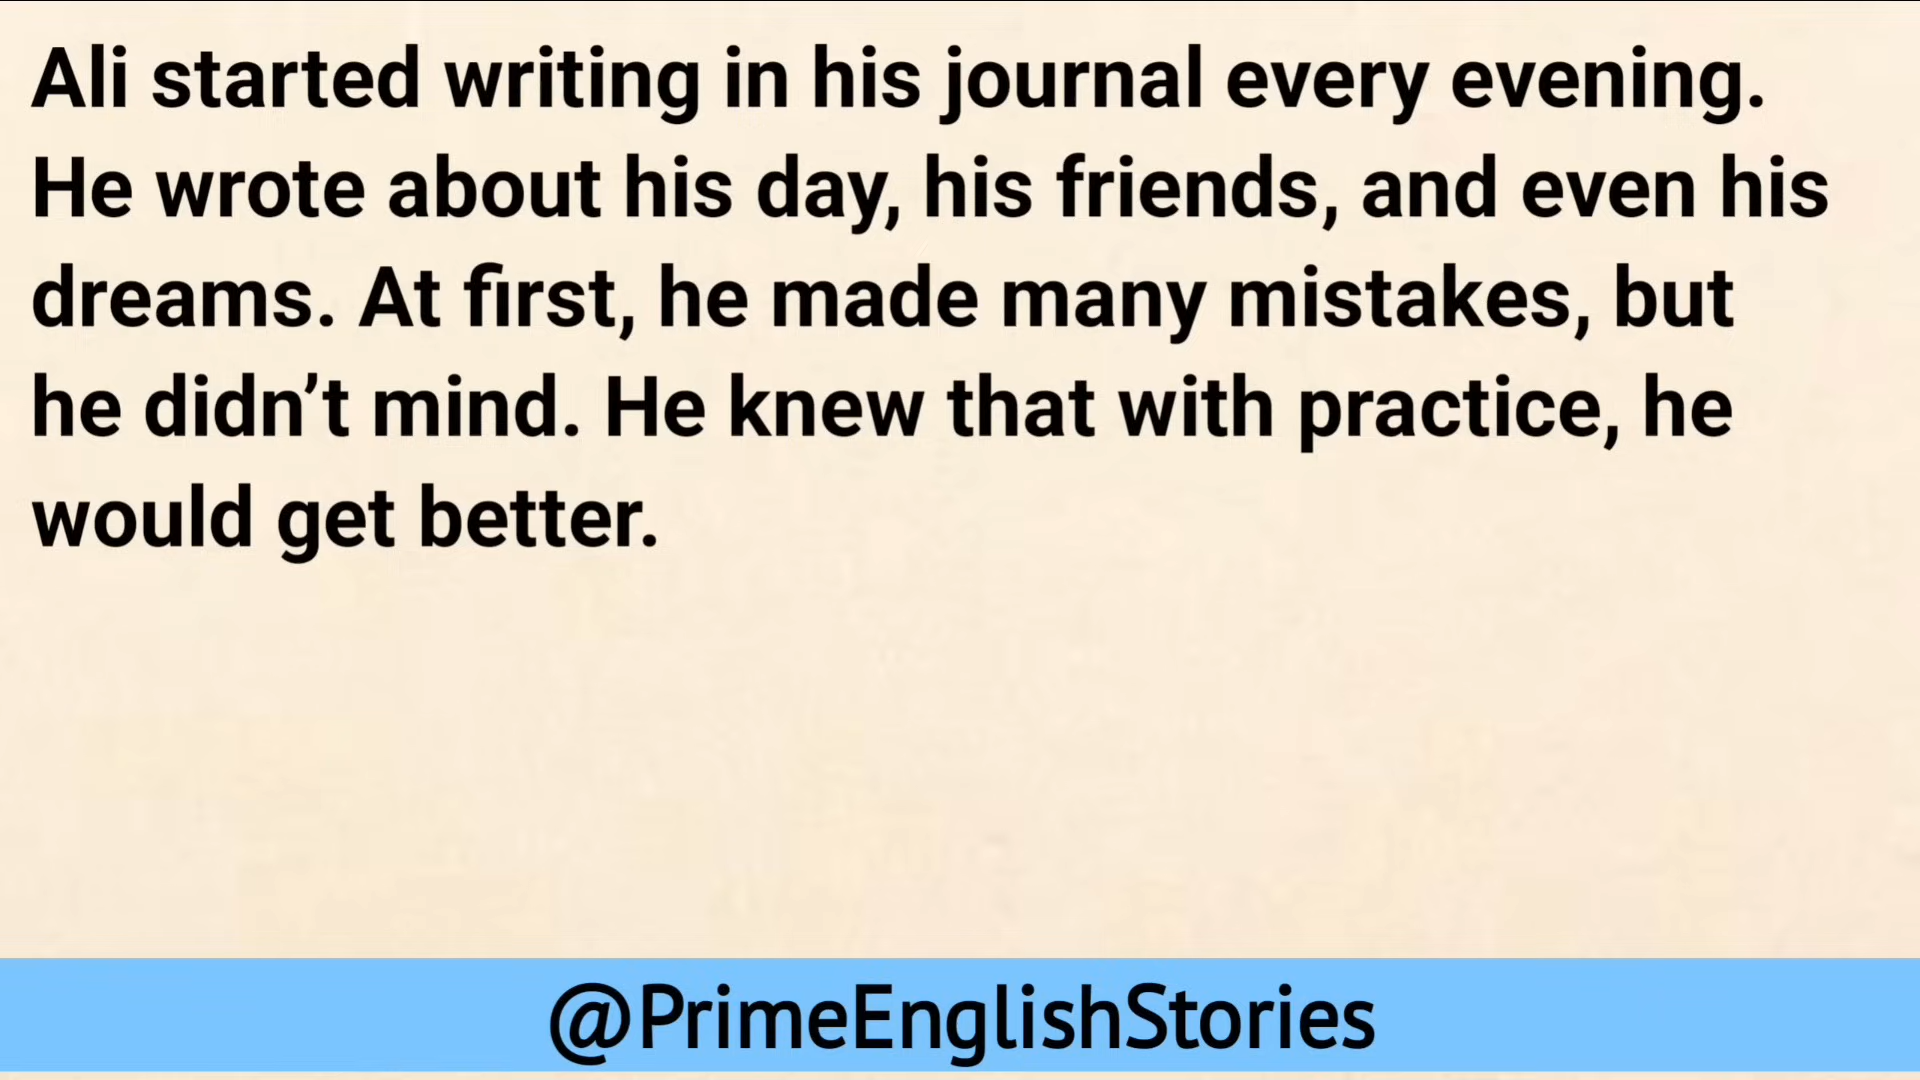 Ali started writing in his journal every evening.
He wrote about his day, his friends, and even his
dreams. At first, he made many mistakes, but
he didn’t mind. He knew that with practice, he
would get better.
@PrimeEnglishStories